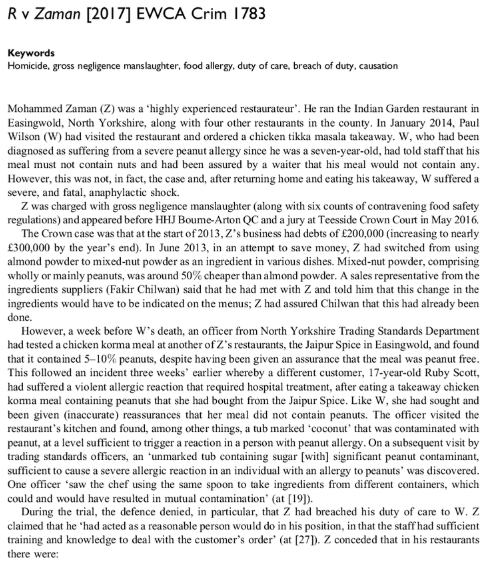 R v Zaman [2017] EWCA Crim 1783
Keywords
Homicide, gross negligence manslaughter, food allergy, duty of care, breach of duty, causation
Mohammed Zaman (Z) was a ‘highly experienced restaurateur’. He ran the Indian Garden restaurant in
Easingwold, North Yorkshire, along with four other restaurants in the county. In January 2014, Paul
Wilson (W) had visited the restaurant and ordered a chicken tikka masala takeaway. W, who had been
diagnosed as suffering from a severe peanut allergy since he was a seven-year-old, had told staff that his
meal must not contain nuts and had been assured by a waiter that his meal would not contain any.
However, this was not, in fact, the case and, after returning home and eating his takeaway, W suffered a
severe, and fatal, anaphylactic shock.
Z was charged with gross negligence manslaughter (along with six counts of contravening food safety
regulations) and appeared before HHJ Bourne-Arton QC and a jury at Teesside Crown Court in May 2016.
The Crown case was that at the start of 2013, Z’s business had debts of £200,000 (increasing to nearly
£300,000 by the year’s end). In June 2013, in an attempt to save money, Z had switched from using
almond powder to mixed-nut powder as an ingredient in various dishes. Mixed-nut powder, comprising
wholly or mainly peanuts, was around 50% cheaper than almond powder. A sales representative from the
ingredients suppliers (Fakir Chilwan) said that he had met with Z and told him that this change in the
ingredients would have to be indicated on the menus; Z had assured Chilwan that this had already been
done.
However, a week before W’s death, an officer from North Yorkshire Trading Standards Department
had tested a chicken korma meal at another of Z’s restaurants, the Jaipur Spice in Easingwold, and found
that it contained 5–10% peanuts, despite having been given an assurance that the meal was peanut free.
This followed an incident three weeks’ earlier whereby a different customer, 17-year-old Ruby Scott,
had suffered a violent allergic reaction that required hospital treatment, after eating a takeaway chicken
korma meal containing peanuts that she had bought from the Jaipur Spice. Like W, she had sought and
been given (inaccurate) reassurances that her meal did not contain peanuts. The officer visited the
restaurant’s kitchen and found, among other things, a tub marked ‘coconut’ that was contaminated with
peanut, at a level sufficient to trigger a reaction in a person with peanut allergy. On a subsequent visit by
trading standards officers, an ‘unmarked tub containing sugar [with] significant peanut contaminant,
sufficient to cause a severe allergic reaction in an individual with an allergy to peanuts’ was discovered.
One officer ‘saw the chef using the same spoon to take ingredients from different containers, which
could and would have resulted in mutual contamination’ (at [19]).
During the trial, the defence denied, in particular, that Z had breached his duty of care to W. Z
claimed that he ‘had acted as a reasonable person would do in his position, in that the staff had sufficient
training and knowledge to deal with the customer’s order’ (at [27]). Z conceded that in his restaurants
there were: